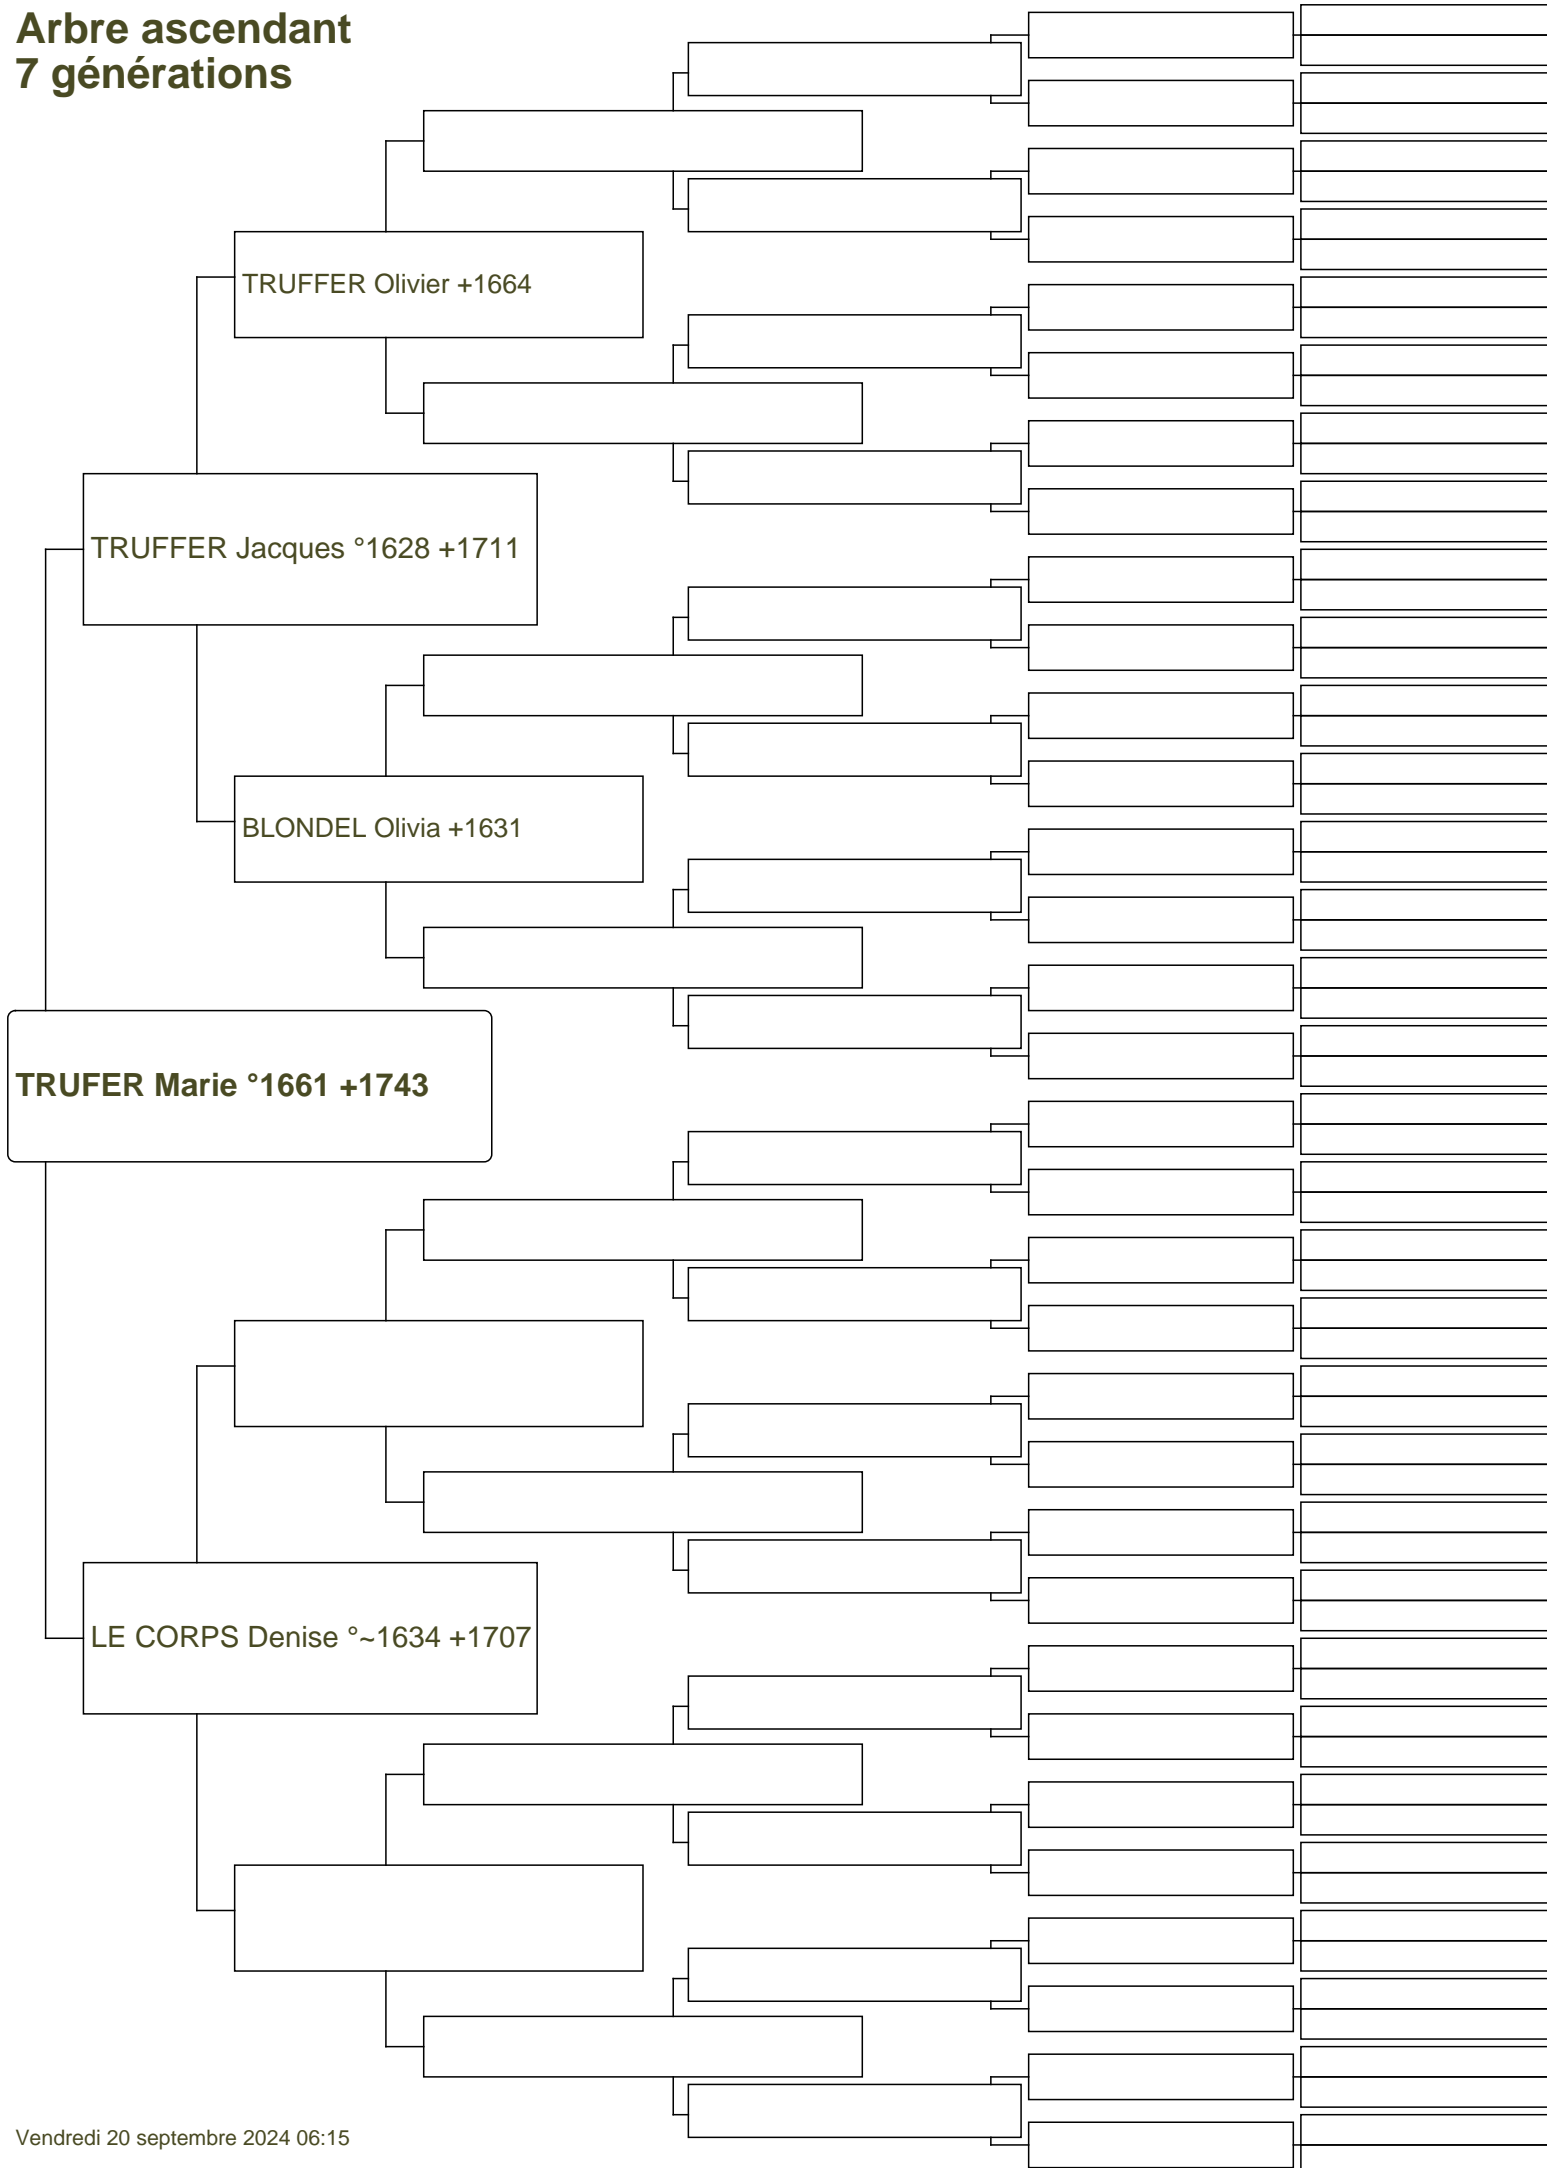 Arbre ascendant
7 générations
TRUFFER Olivier +1664
TRUFFER Jacques °1628 +1711
BLONDEL Olivia +1631
TRUFER Marie °1661 +1743
LE CORPS Denise °~1634 +1707
Vendredi 20 septembre 2024 06:15